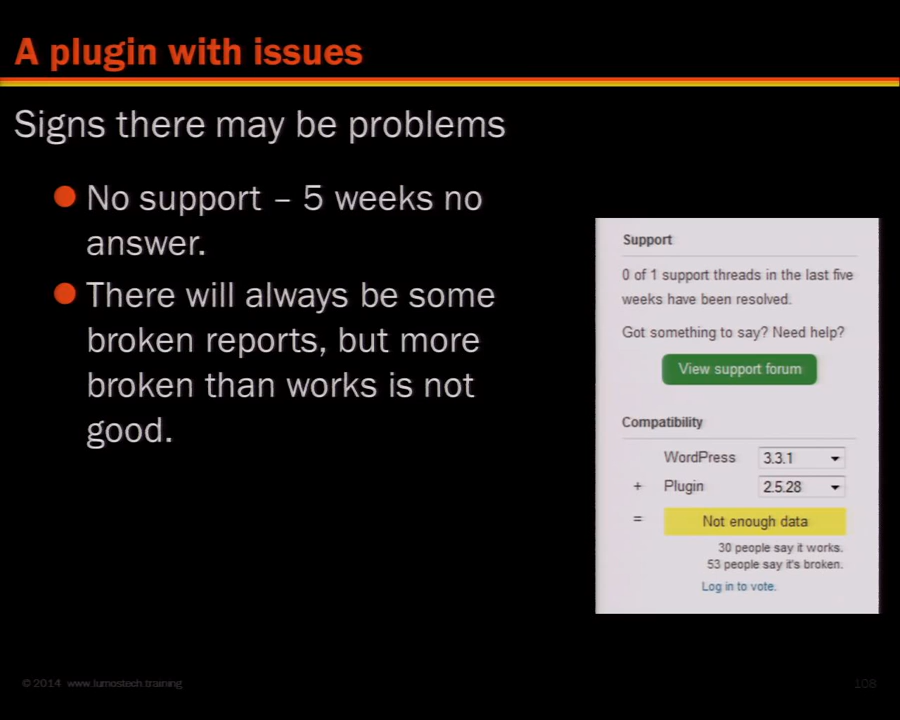 A plugin with issues
Signs there may be problems
No support – 5 weeks no
answer.
There will always be some
broken reports, but more
broken than works is not
good.
Support
0 of 1 support threads in the last five
weeks have been resolved.
Got something to say? Need help?
View support forum
Compatibility
WordPress 3.3.1
+ Plugin 2.5.28
= Not enough data
30 people say it works.
53 people say it's broken.
Log in to vote.
© 2014 www.lumostech.training
108